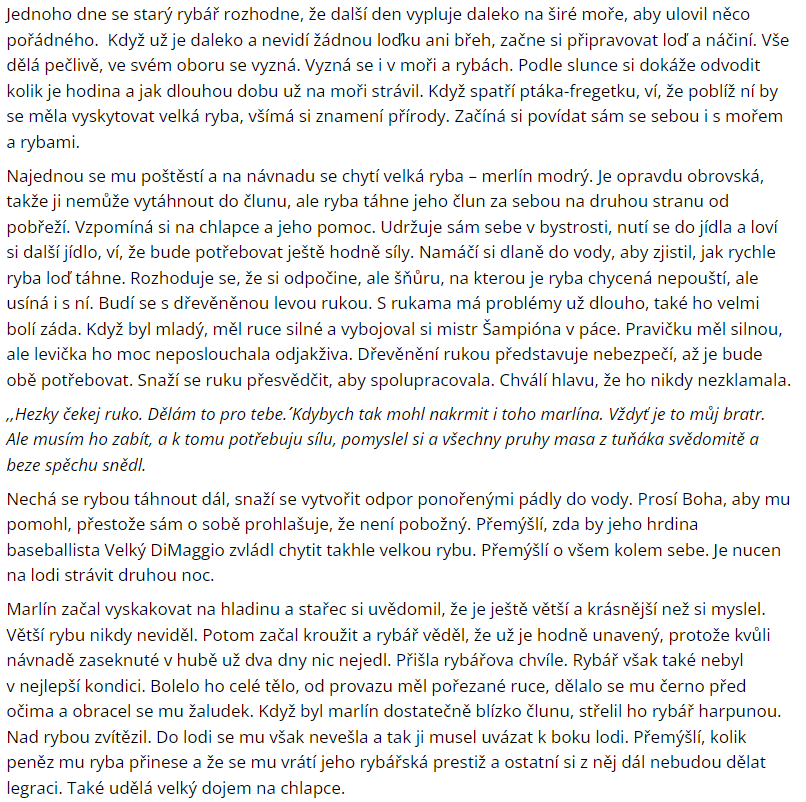 Jednoho dne se starý rybář rozhodne, že další den vypluje daleko na širé moře, aby ulovil něco
pořádného.  Když už je daleko a nevidí žádnou loďku ani břeh, začne si připravovat loď a náčiní. Vše
dělá pečlivě, ve svém oboru se vyzná. Vyzná se i v moři a rybách. Podle slunce si dokáže odvodit
kolik je hodina a jak dlouhou dobu už na moři strávil. Když spatří ptáka-fregetku, ví, že poblíž ní by
se měla vyskytovat velká ryba, všímá si znamení přírody. Začíná si povídat sám se sebou i s mořem
a rybami.
Najednou se mu poštěstí a na návnadu se chytí velká ryba – merlín modrý. Je opravdu obrovská,
takže ji nemůže vytáhnout do člunu, ale ryba táhne jeho člun za sebou na druhou stranu od
pobřeží. Vzpomíná si na chlapce a jeho pomoc. Udržuje sám sebe v bystrosti, nutí se do jídla a loví
si další jídlo, ví, že bude potřebovat ještě hodně síly. Namáčí si dlaně do vody, aby zjistil, jak rychle
ryba loď táhne. Rozhoduje se, že si odpočine, ale šňůru, na kterou je ryba chycená nepouští, ale
usíná i s ní. Budí se s dřevěněnou levou rukou. S rukama má problémy už dlouho, také ho velmi
bolí záda. Když byl mladý, měl ruce silné a vybojoval si mistr Šampióna v páce. Pravičku měl silnou,
ale levička ho moc neposlouchala odjakživa. Dřevěnění rukou představuje nebezpečí, až je bude
obě potřebovat. Snaží se ruku přesvědčit, aby spolupracovala. Chválí hlavu, že ho nikdy nezklamala.
,,Hezky čekej ruko. Dělám to pro tebe.´Kdybych tak mohl nakrmit i toho marlína. Vždyť je to můj bratr.
Ale musím ho zabít, a k tomu potřebuju sílu, pomyslel si a všechny pruhy masa z tuňáka svědomitě a
beze spěchu snědl.
Nechá se rybou táhnout dál, snaží se vytvořit odpor ponořenými pádly do vody. Prosí Boha, aby mu
pomohl, přestože sám o sobě prohlašuje, že není pobožný. Přemýšlí, zda by jeho hrdina
baseballista Velký DiMaggio zvládl chytit takhle velkou rybu. Přemýšlí o všem kolem sebe. Je nucen
na lodi strávit druhou noc.
Marlín začal vyskakovat na hladinu a stařec si uvědomil, že je ještě větší a krásnější než si myslel.
Větší rybu nikdy neviděl. Potom začal kroužit a rybář věděl, že už je hodně unavený, protože kvůli
návnadě zaseknuté v hubě už dva dny nic nejedl. Přišla rybářova chvíle. Rybář však také nebyl
v nejlepší kondici. Bolelo ho celé tělo, od provazu měl pořezané ruce, dělalo se mu černo před
očima a obracel se mu žaludek. Když byl marlín dostatečně blízko člunu, střelil ho rybář harpunou.
Nad rybou zvítězil. Do lodi se mu však nevešla a tak ji musel uvázat k boku lodi. Přemýšlí, kolik
peněz mu ryba přinese a že se mu vrátí jeho rybářská prestiž a ostatní si z něj dál nebudou dělat
legraci. Také udělá velký dojem na chlapce.